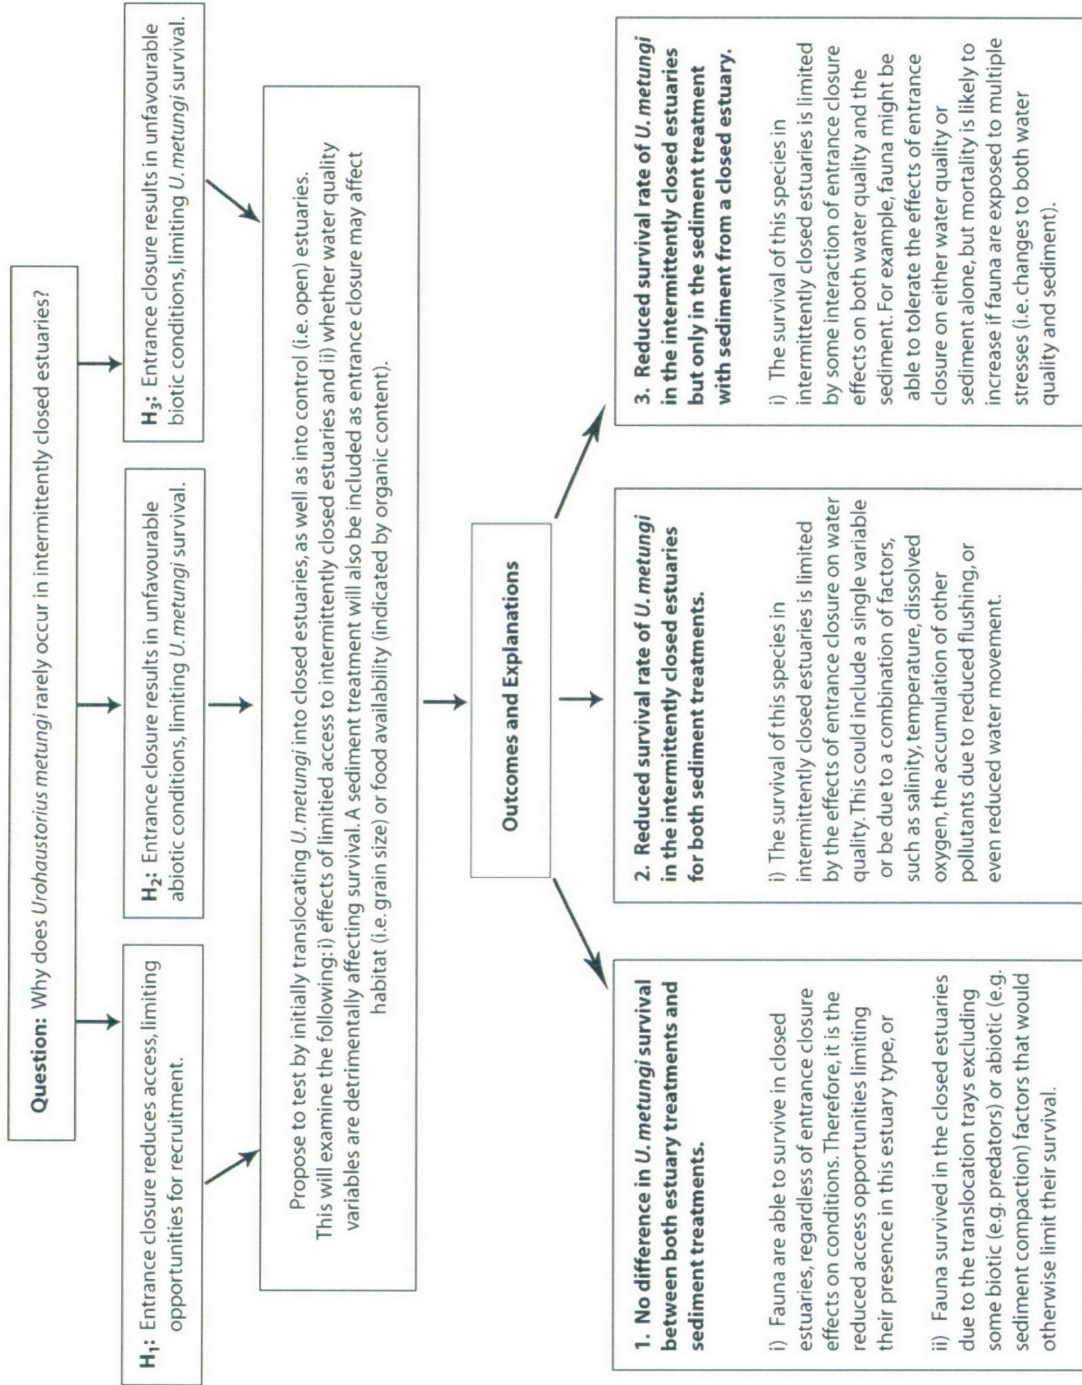 Question: Why does Urohaustorius metungi rarely occur in intermittently closed estuaries?
H1: Entrance closure reduces access, limiting
opportunities for recruitment.
H2: Entrance closure results in unfavourable
abiotic conditions, limiting U.metungi survival.
H3: Entrance closure results in unfavourable
biotic conditions, limiting U.metungi survival.
Propose to test by initially translocating U. metungi into closed estuaries, as well as into control (i.e. open) estuaries.
This will examine the following: i) effects of limitied access to intermittently closed estuaries and ii) whether water quality
variables are detrimentally affecting survival. A sediment treatment will also be included as entrance closure may affect
habitat (i.e. grain size) or food availability (indicated by organic content).
Outcomes and Explanations
1. No difference in U. metungi survival
between both estuary treatments and
sediment treatments.
i) Fauna are able to survive in closed
estuaries, regardless of entrance closure
effects on conditions. Therefore, it is the
reduced access opportunities limiting
their presence in this estuary type, or
ii) Fauna survived in the closed estuaries
due to the translocation trays excluding
some biotic (e.g. predators) or abiotic (e.g.
sediment compaction) factors that would
otherwise limit their survival.
2. Reduced survival rate of U. metungi
in the intermittently closed estuaries
for both sediment treatments.
i) The survival of this species in
intermittently closed estuaries is limited
by the effects of entrance closure on water
quality. This could include a single variable
or be due to a combination of factors,
such as salinity, temperature, dissolved
oxygen, the accumulation of other
pollutants due to reduced flushing, or
even reduced water movement.
3. Reduced survival rate of U. metungi
in the intermittently closed estuaries
but only in the sediment treatment
with sediment from a closed estuary.
i) The survival of this species in
intermittently closed estuaries is limited
by some interaction of entrance closure
effects on both water quality and the
sediment. For example, fauna might be
able to tolerate the effects of entrance
closure on either water quality or
sediment alone, but mortality is likely to
increase if fauna are exposed to multiple
stresses (i.e. changes to both water
quality and sediment).